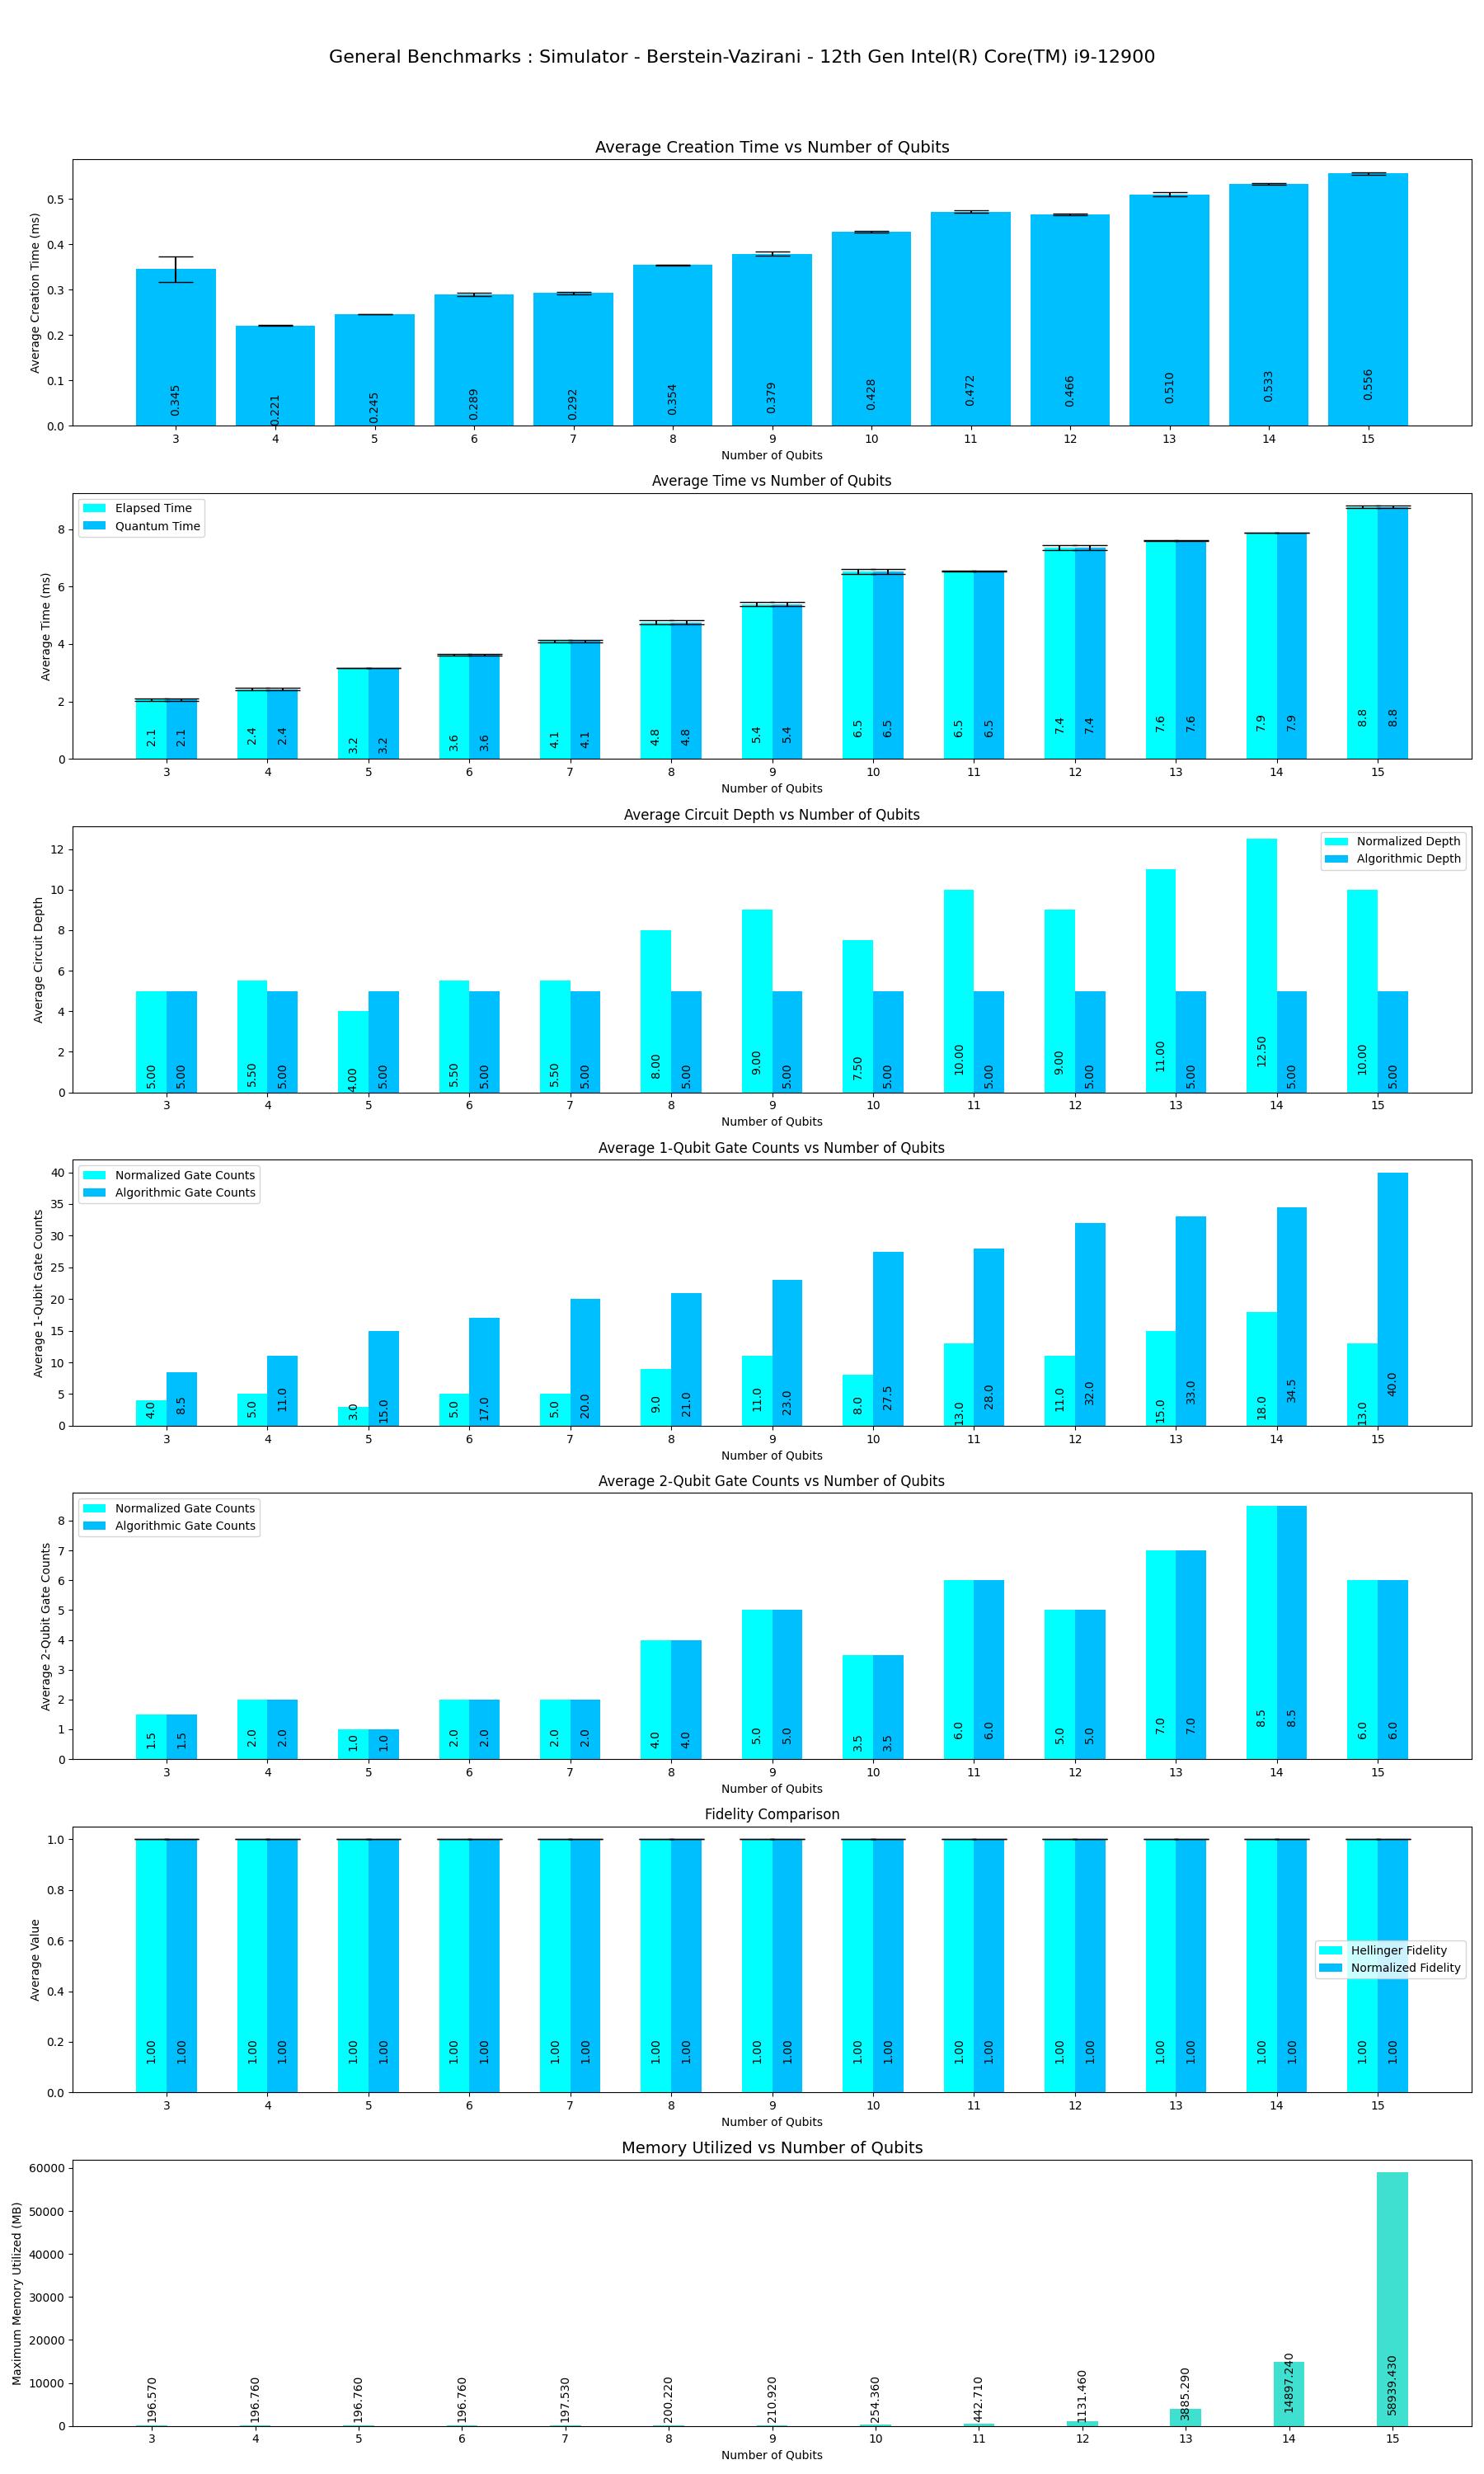 General Benchmarks : Simulator - Berstein-Vazirani - 12th Gen Intel(R) Core(TM) i9-12900
Average Creation Time vs Number of Qubits
Average Creation Time (ms)
0.5
0.4
0.3
0.2
0.1
0.0
0.345 0.221 0.245 0.289 0.292 0.354 0.379 0.428 0.472 0.466 0.510 0.533 0.556
3 4 5 6 7 8 9 10 11 12 13 14 15
Number of Qubits
Average Time vs Number of Qubits
Elapsed Time
Quantum Time
Average Time (ms)
8
6
4
2
0
2.1 2.1 2.4 2.4 3.2 3.2 3.6 3.6 4.1 4.1 4.8 4.8 5.4 5.4 6.5 6.5 6.5 6.5 7.4 7.4 7.6 7.6 7.9 7.9 8.8 8.8
3 4 5 6 7 8 9 10 11 12 13 14 15
Number of Qubits
Average Circuit Depth vs Number of Qubits
Normalized Depth
Algorithmic Depth
Average Circuit Depth
12
10
8
6
4
2
0
5.00 5.00 5.50 5.00 4.00 5.00 5.50 5.00 5.50 5.00 8.00 5.00 9.00 5.00 7.50 5.00 10.00 5.00 9.00 5.00 11.00 5.00 12.50 5.00 10.00 5.00
3 4 5 6 7 8 9 10 11 12 13 14 15
Number of Qubits
Average 1-Qubit Gate Counts vs Number of Qubits
Normalized Gate Counts
Algorithmic Gate Counts
Average 1-Qubit Gate Counts
40
35
30
25
20
15
10
5
0
4.0 8.5 5.0 11.0 3.0 15.0 5.0 17.0 5.0 20.0 9.0 21.0 11.0 23.0 8.0 27.5 13.0 28.0 11.0 32.0 15.0 33.0 18.0 34.5 13.0 40.0
3 4 5 6 7 8 9 10 11 12 13 14 15
Number of Qubits
Average 2-Qubit Gate Counts vs Number of Qubits
Normalized Gate Counts
Algorithmic Gate Counts
Average 2-Qubit Gate Counts
8
7
6
5
4
3
2
1
0
1.5 1.5 2.0 2.0 1.0 1.0 2.0 2.0 2.0 2.0 4.0 4.0 5.0 5.0 3.5 3.5 6.0 6.0 5.0 5.0 7.0 7.0 8.5 8.5 6.0 6.0
3 4 5 6 7 8 9 10 11 12 13 14 15
Number of Qubits
Fidelity Comparison
Average Value
1.0
0.8
0.6
0.4
0.2
0.0
Hellinger Fidelity
Normalized Fidelity
1.00 1.00 1.00 1.00 1.00 1.00 1.00 1.00 1.00 1.00 1.00 1.00 1.00 1.00 1.00 1.00 1.00 1.00 1.00 1.00 1.00 1.00 1.00 1.00 1.00 1.00
3 4 5 6 7 8 9 10 11 12 13 14 15
Number of Qubits
Memory Utilized vs Number of Qubits
Maximum Memory Utilized (MB)
60000
50000
40000
30000
20000
10000
0
196.570 196.760 196.760 196.760 197.530 200.220 210.920 254.360 442.710 1131.460 3885.290 14897.240 58939.430
3 4 5 6 7 8 9 10 11 12 13 14 15
Number of Qubits